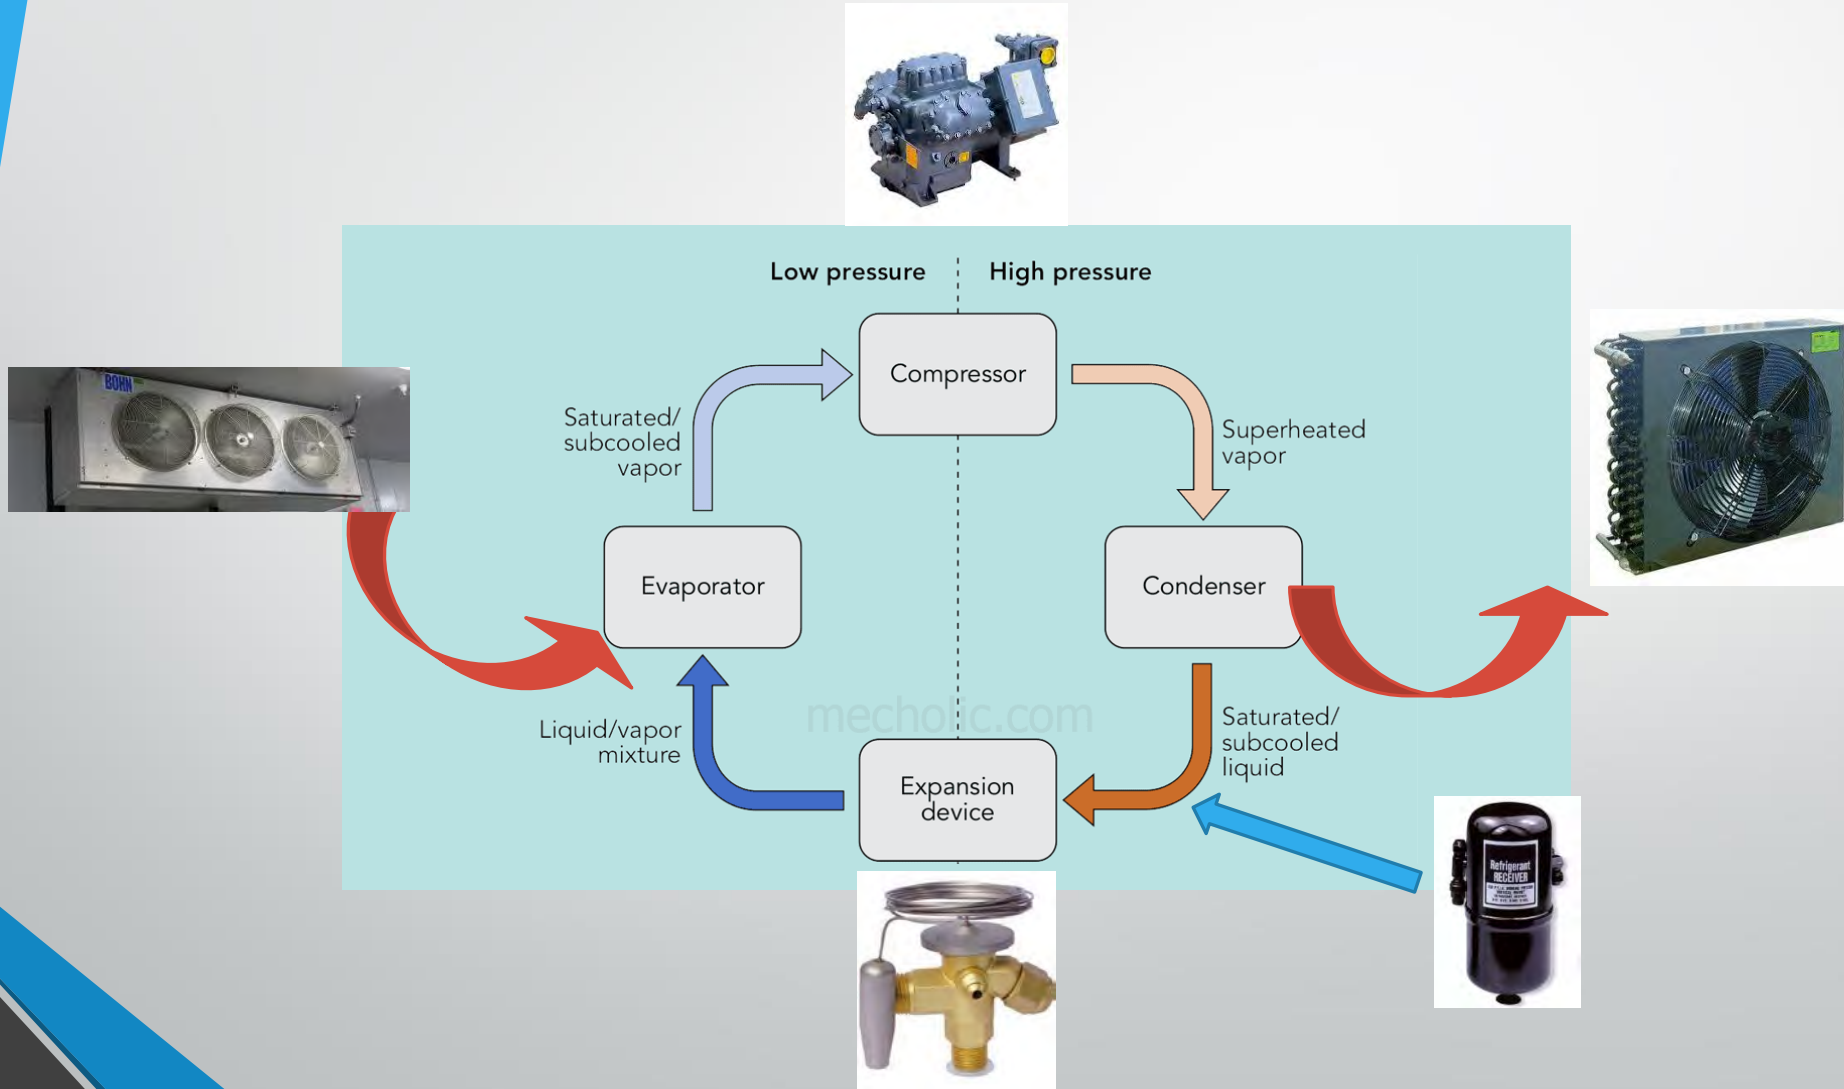 Low pressure
High pressure
Compressor
BOHN
Saturated/
subcooled
vapor
Superheated
vapor
Evaporator
Condenser
mecholic.com
Liquid/vapor
mixture
Saturated/
subcooled
liquid
Expansion
device
Refrigerant
RECEIVER